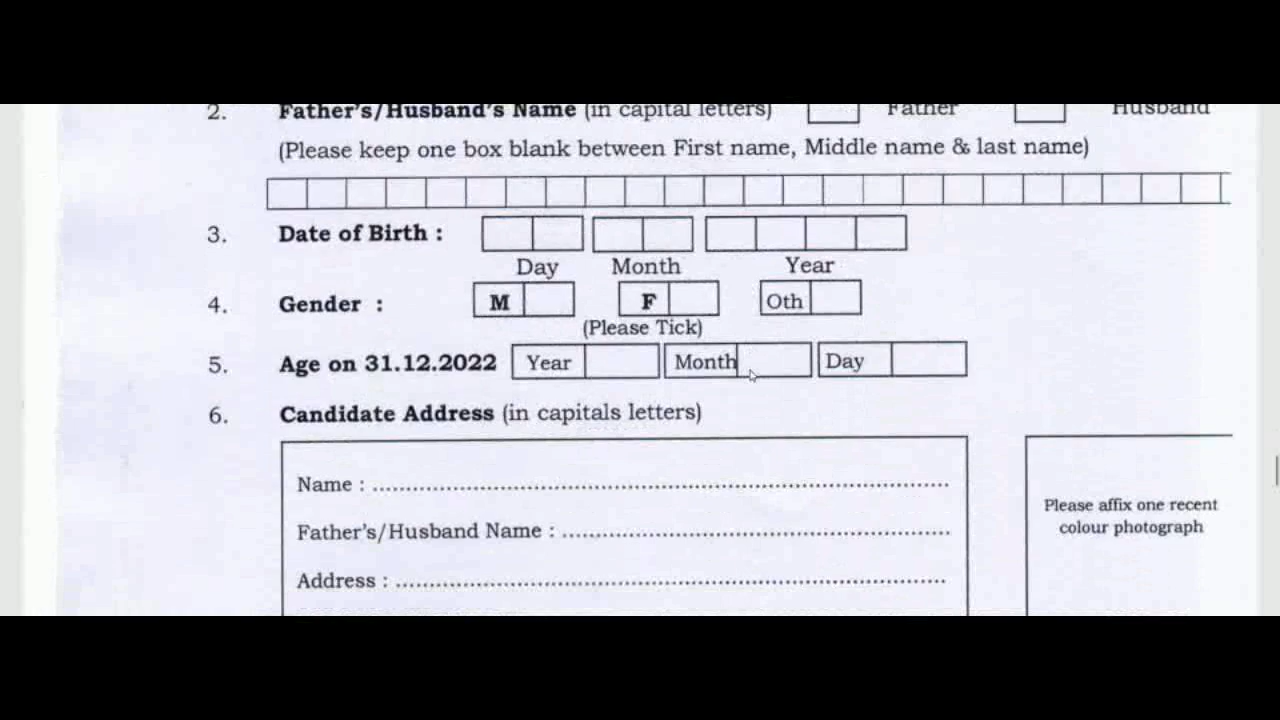 2. Father's/Husband's Name (in capital letters) Father Husband
(Please keep one box blank between First name, Middle name & last name)
3. Date of Birth :
Day Month Year
4. Gender : M F Oth
(Please Tick)
5. Age on 31.12.2022 Year Month Day
6. Candidate Address (in capitals letters)
Name : ....................................................................................................
Please affix one recent
colour photograph
Father's/Husband Name : ....................................................................
Address : ................................................................................................